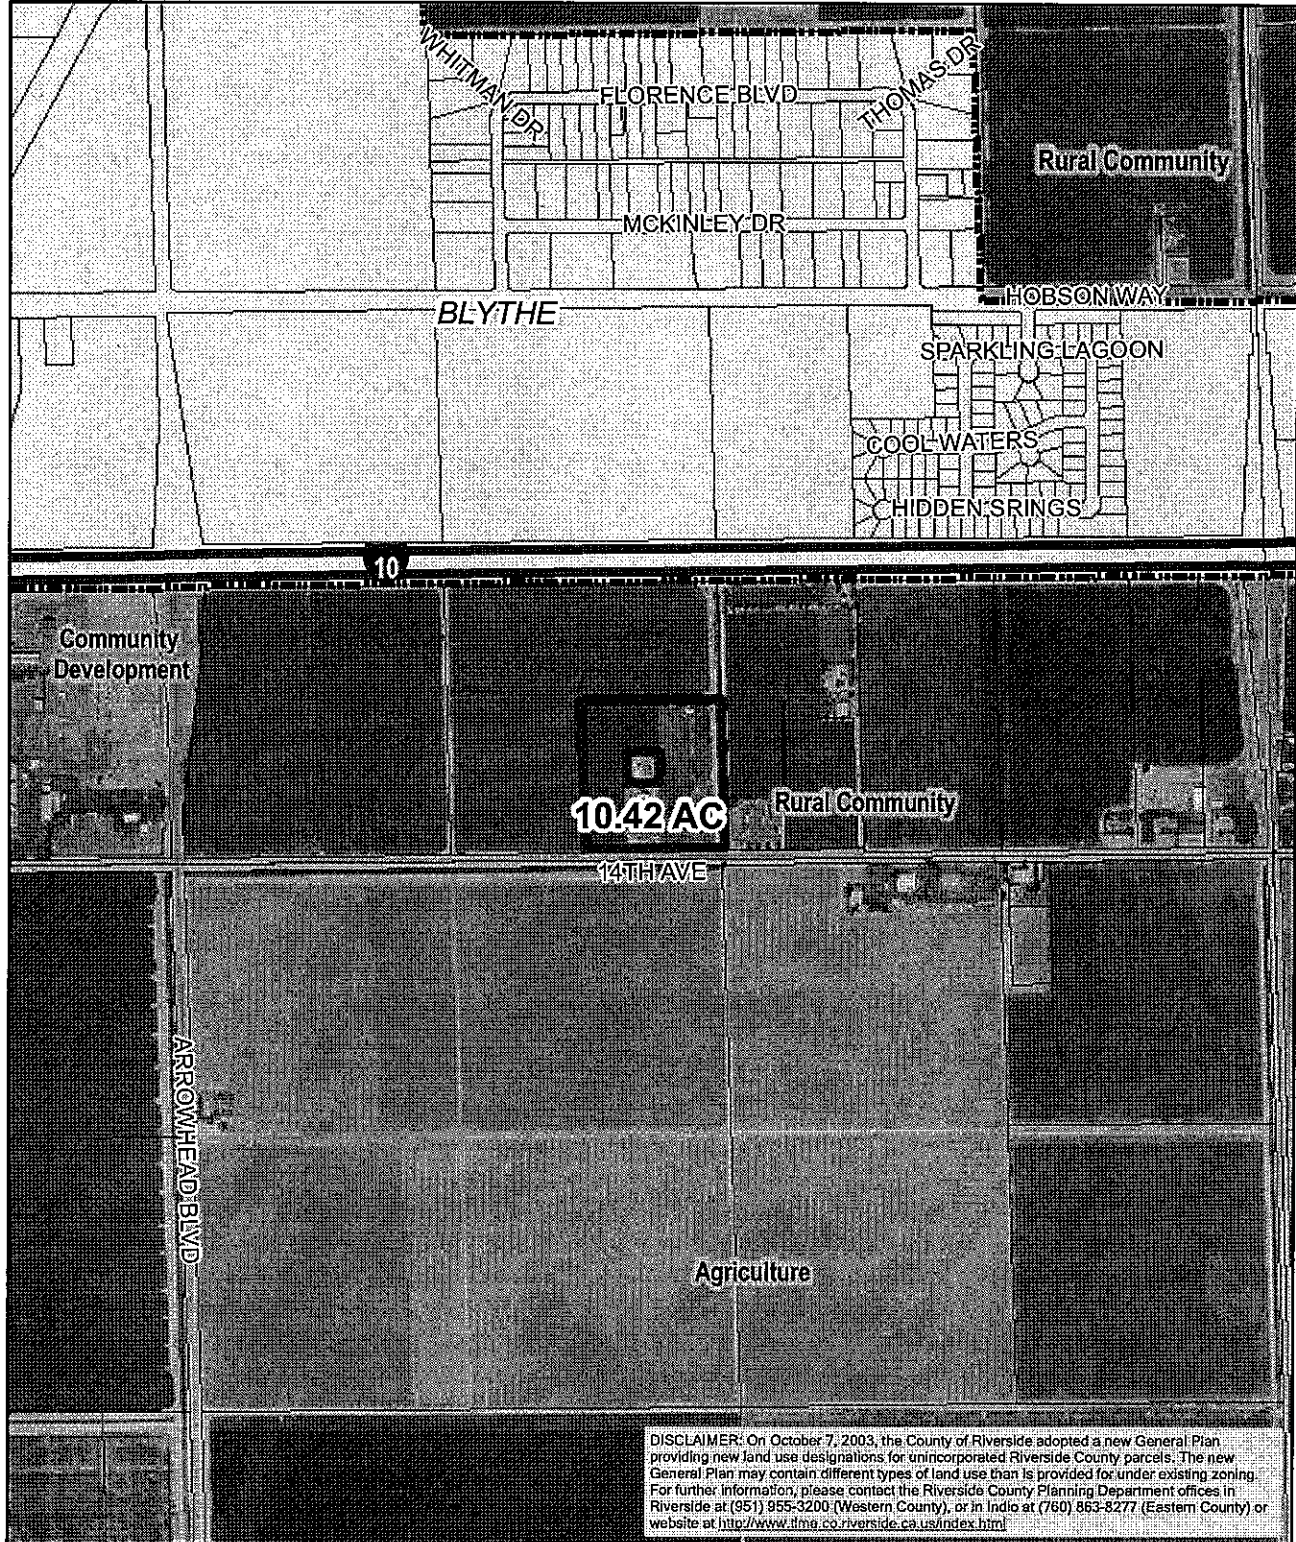 WHITMAN DR
FLORENCE BLVD
THOMAS DR
Rural Community
MCKINLEY DR
HOBSON WAY
BLYTHE
SPARKLING LAGOON
COOL WATERS
HIDDEN SRINGS
10
Community
Development
10.42 AC
Rural Community
14TH AVE
ARROWHEAD BLVD
Agriculture
DISCLAIMER: On October 7, 2003, the County of Riverside adopted a new General Plan
providing new land use designations for unincorporated Riverside County parcels. The new
General Plan may contain different types of land use than is provided for under existing zoning.
For further information, please contact the Riverside County Planning Department offices in
Riverside at (951) 955-3200 (Western County), or in Indio at (760) 863-8277 (Eastern County) or
website at http://www.tlma.co.riverside.ca.us/index.html